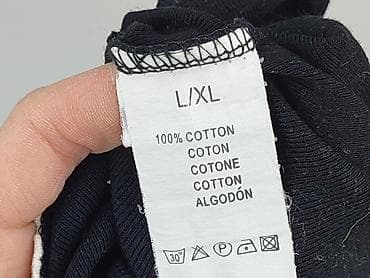 L/XL
100% COTTON
COTON
COTONE
COTTON
ALGODÓN
30° P